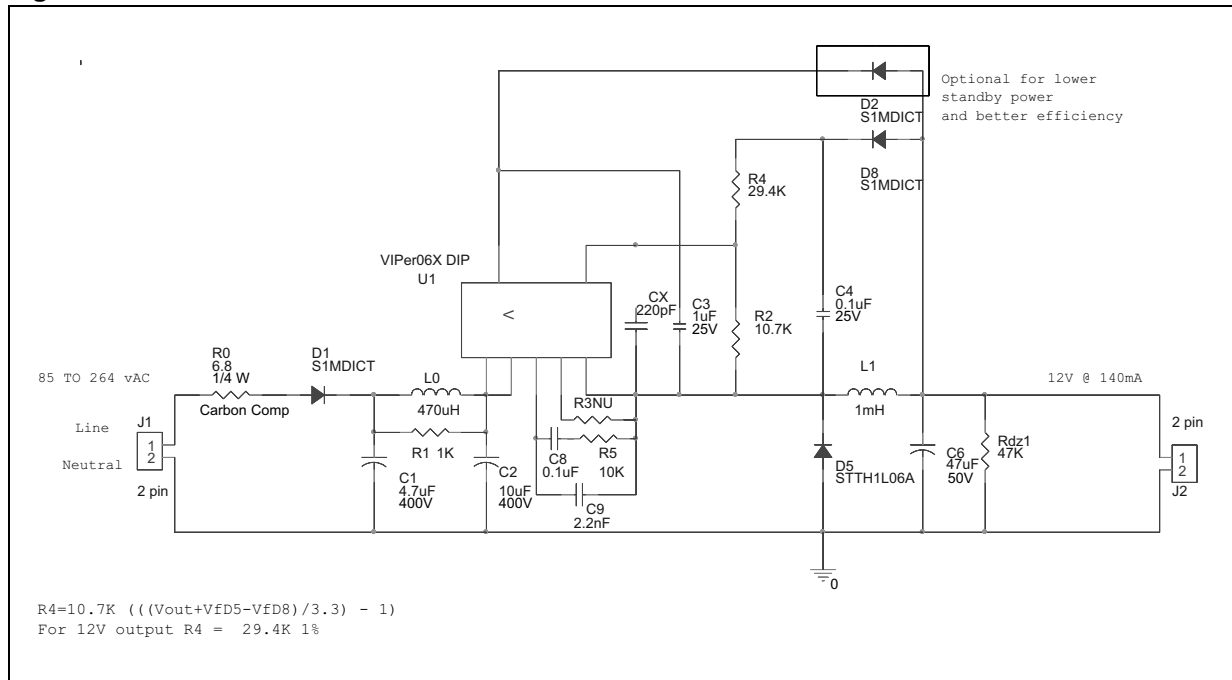 Optional for lower
standby power
and better efficiency
D2
S1MDICT
D8
S1MDICT
R4
29.4K
VIPer06X DIP
U1
<
CX
220pF
C3
1uF
25V
R2
10.7K
C4
0.1uF
25V
85 TO 264 vAC
R0
6.8
1/4 W
Carbon Comp
D1
S1MDICT
L0
470uH
R1 1K
L1
1mH
12V @ 140mA
J1
Line
Neutral
1
2
2 pin
C1
4.7uF
400V
C2
10uF
400V
R3NU
C8
0.1uF
R5
10K
C9
2.2nF
D5
STTH1L06A
C6
47uF
50V
Rdz1
47K
2 pin
1
2
J2
0
R4=10.7K (((Vout+VfD5-VfD8)/3.3) - 1)
For 12V output R4 = 29.4K 1%